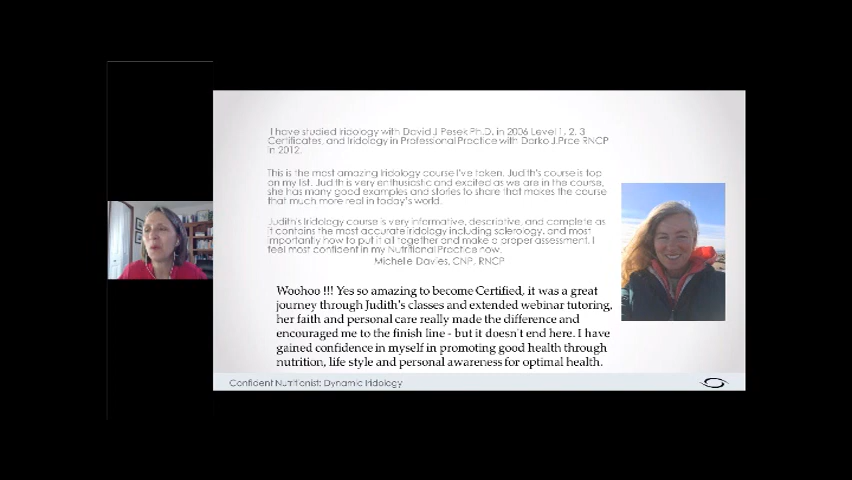 I have studied Iridology with David J. Pesek Ph.D. in 2006 Level 1, 2, 3
Certificates, and Iridology in Professional Practice with Darko J.Prce RNCP
in 2012.
This is the most amazing Iridology course I've taken. Judith's course is top
on my list. Judith is very enthusiastic and excited as we are in the course,
she has many good examples and stories to share that makes the course
that much more real in today's world.
Judith's Iridology course is very informative, descriptive, and complete as
it contains the most accurate iridology including sclerology, and most
importantly how to put it all together and make a proper assessment. I
feel most confident in my Nutritional Practice now.
Michelle Davies, CNP, RNCP
Woohoo !!! Yes so amazing to become Certified, it was a great
journey through Judith's classes and extended webinar tutoring,
her faith and personal care really made the difference and
encouraged me to the finish line - but it doesn't end here. I have
gained confidence in myself in promoting good health through
nutrition, life style and personal awareness for optimal health.
Confident Nutritionist: Dynamic Iridology